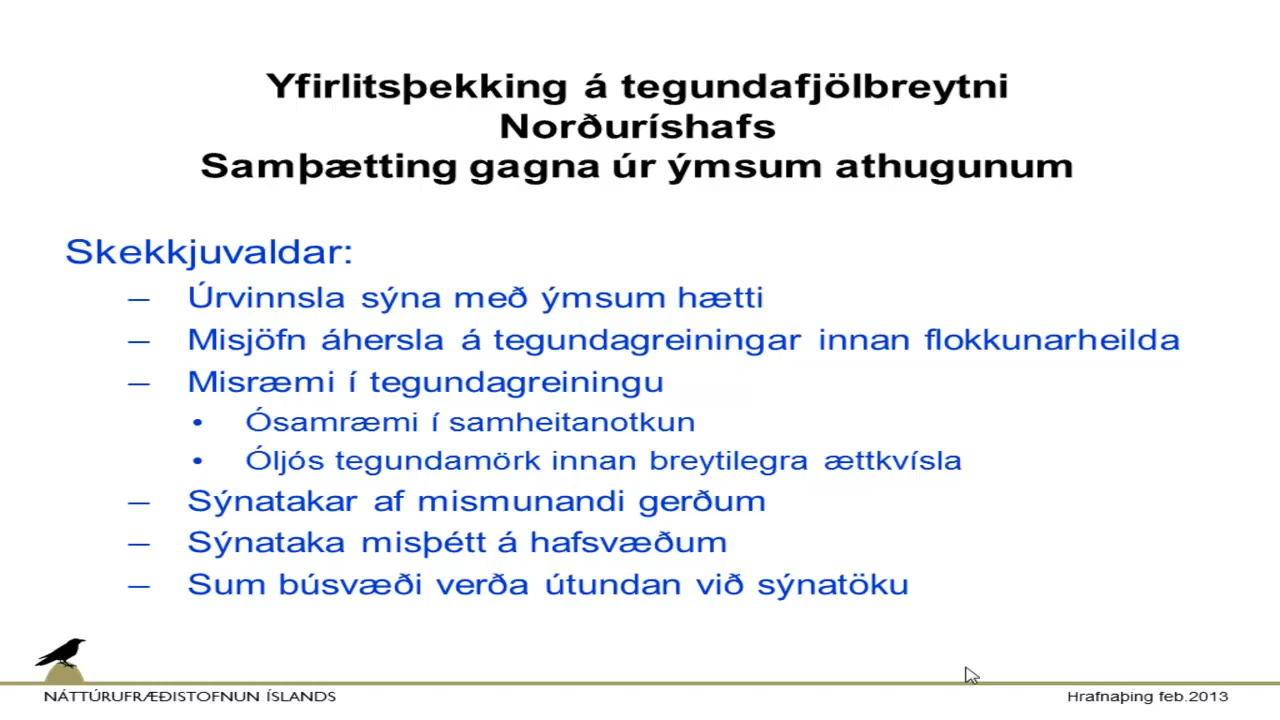 Yfirlitsþekking á tegundafjölbreytni
Norðuríshafs
Samþætting gagna úr ýmsum athugunum
Skekkjuvaldar:
– Úrvinnsla sýna með ýmsum hætti
– Misjöfn áhersla á tegundagreiningar innan flokkunarheilda
– Misræmi í tegundagreiningu
• Ósamræmi í samheitanotkun
• Óljós tegundamörk innan breytilegra ættkvísla
– Sýnatakar af mismunandi gerðum
– Sýnataka misþétt á hafsvæðum
– Sum búsvæði verða útundan við sýnatöku
NÁTTÚRUFRÆÐISTOFNUN ÍSLANDS
Hrafnaþing feb.2013